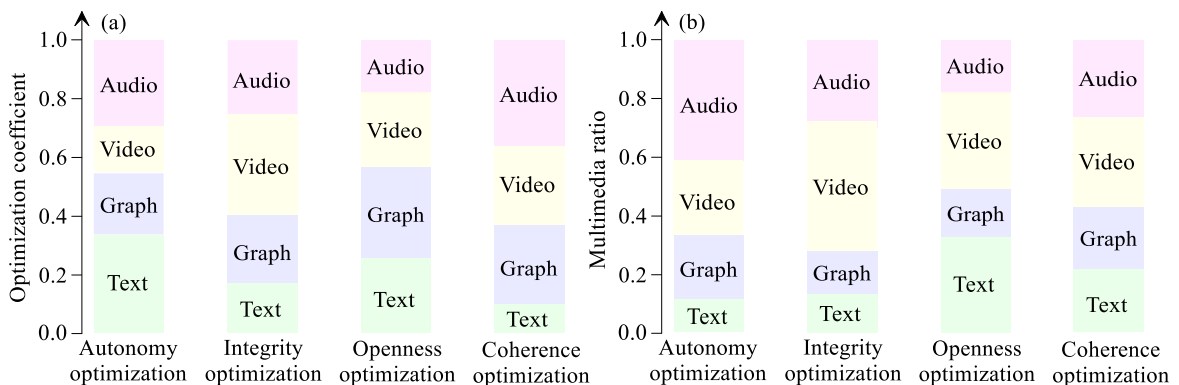 (a)
Optimization coefficient
1.0
0.8
0.6
0.4
0.2
0.0
Audio
Video
Graph
Text
Audio
Video
Graph
Text
Audio
Video
Graph
Text
Audio
Video
Graph
Text
Autonomy
optimization
Integrity
optimization
Openness
optimization
Coherence
optimization
(b)
Multimedia ratio
1.0
0.8
0.6
0.4
0.2
0.0
Audio
Video
Graph
Text
Audio
Video
Graph
Text
Audio
Video
Graph
Text
Audio
Video
Graph
Text
Autonomy
optimization
Integrity
optimization
Openness
optimization
Coherence
optimization